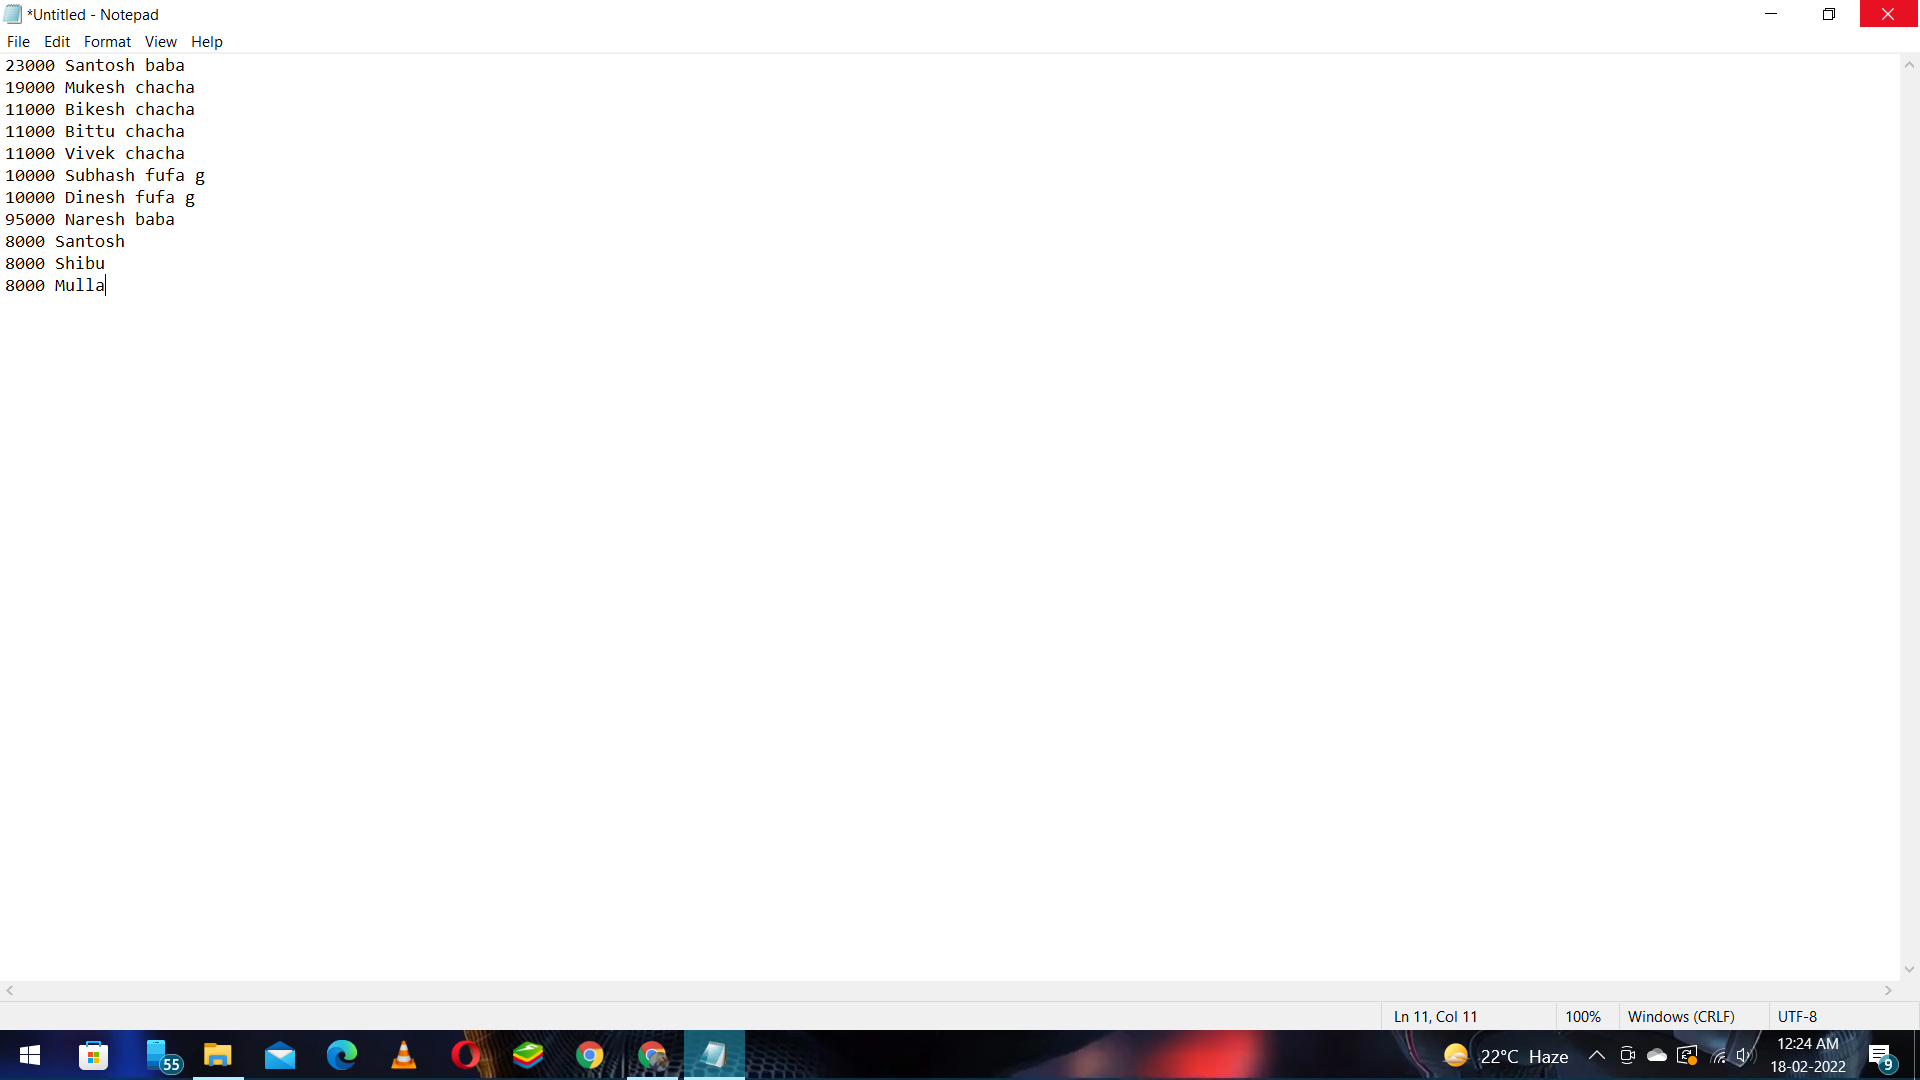 *Untitled - Notepad
File Edit Format View Help
23000 Santosh baba
19000 Mukesh chacha
11000 Bikesh chacha
11000 Bittu chacha
11000 Vivek chacha
10000 Subhash fufa g
10000 Dinesh fufa g
95000 Naresh baba
8000 Santosh
8000 Shibu
8000 Mulla
Ln 11, Col 11 100% Windows (CRLF) UTF-8
55 22°C Haze 12:24 AM 9
18-02-2022